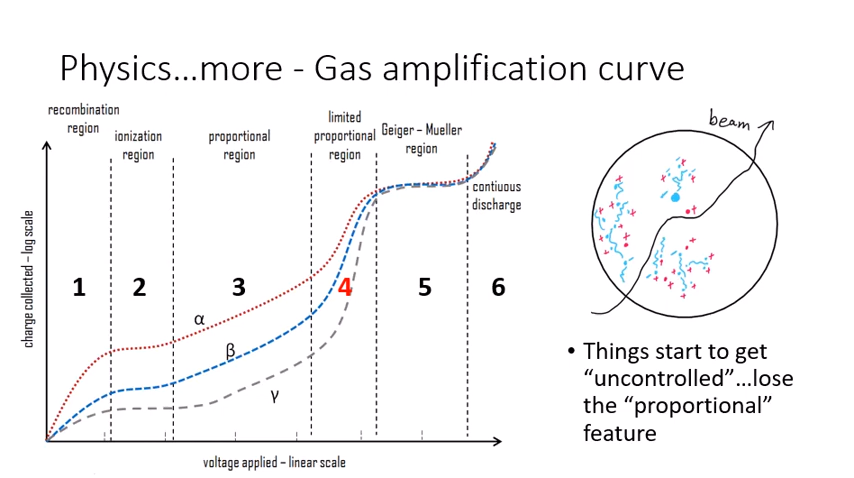 Physics...more - Gas amplification curve
recombination
region
ionization
region
proportional
region
limited
proportional
region
Geiger – Mueller
region
contiuous
discharge
charge collected – log scale
1
2
3
4
5
6
α
β
γ
voltage applied – linear scale
beam
• Things start to get
“uncontrolled”...lose
the “proportional”
feature